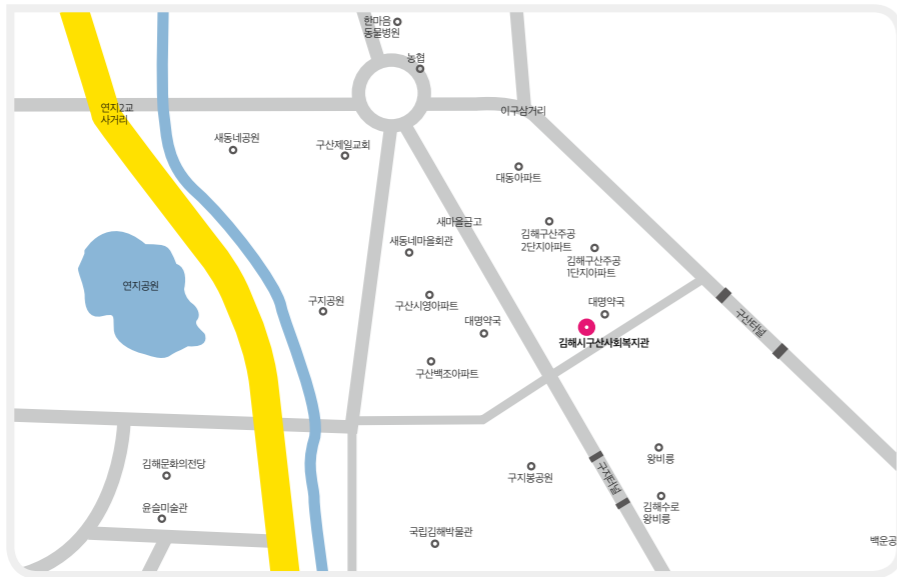 한마음
동물병원
농협
연지2교
사거리
이구삼거리
새동네공원
구산제일교회
대동아파트
새마을금고
김해구산주공
2단지아파트
새동네마을회관
김해구산주공
1단지아파트
연지공원
구지공원
구산시영아파트
대명약국
대명약국
구산터널
김해시구산사회복지관
구산백조아파트
김해문화의전당
구지봉공원
구지터널
왕비릉
윤슬미술관
김해수로
왕비릉
국립김해박물관
백운공